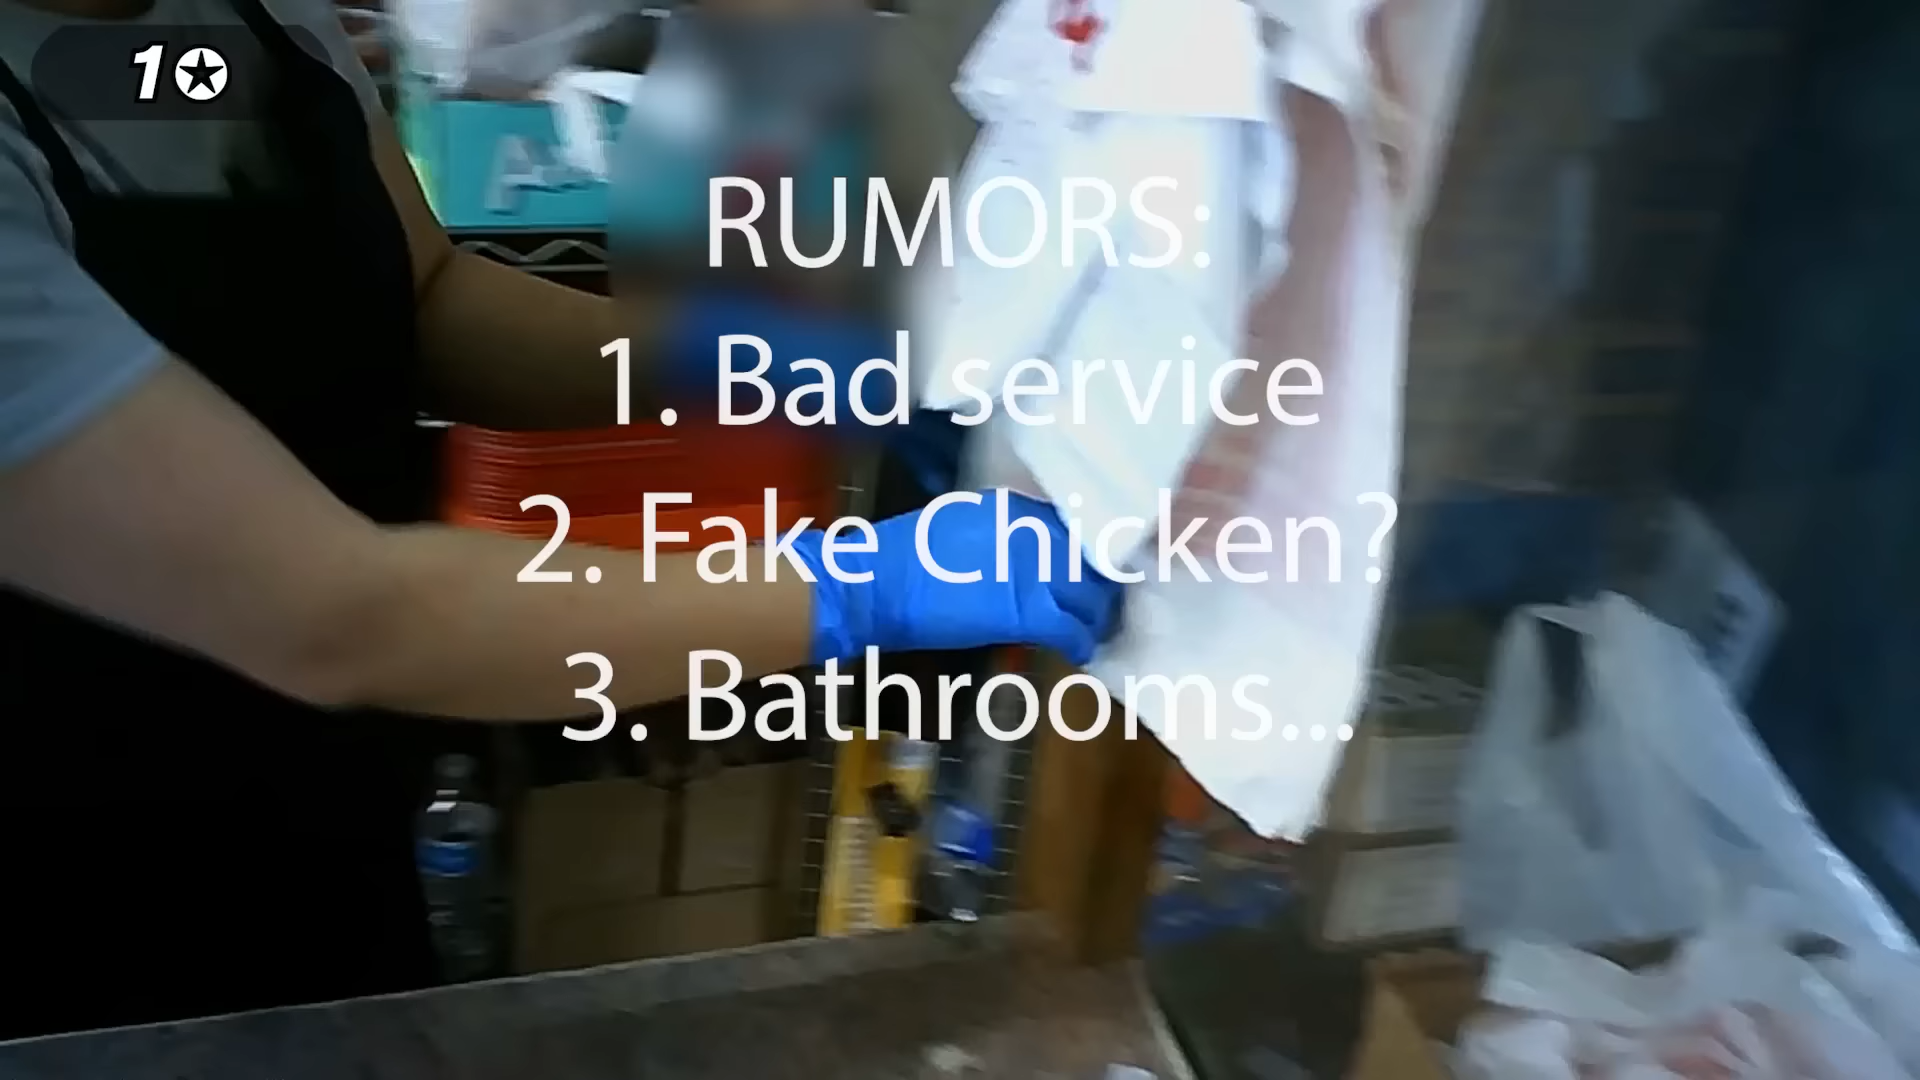 1
RUMORS:
1. Bad service
2. Fake Chicken?
3. Bathrooms...